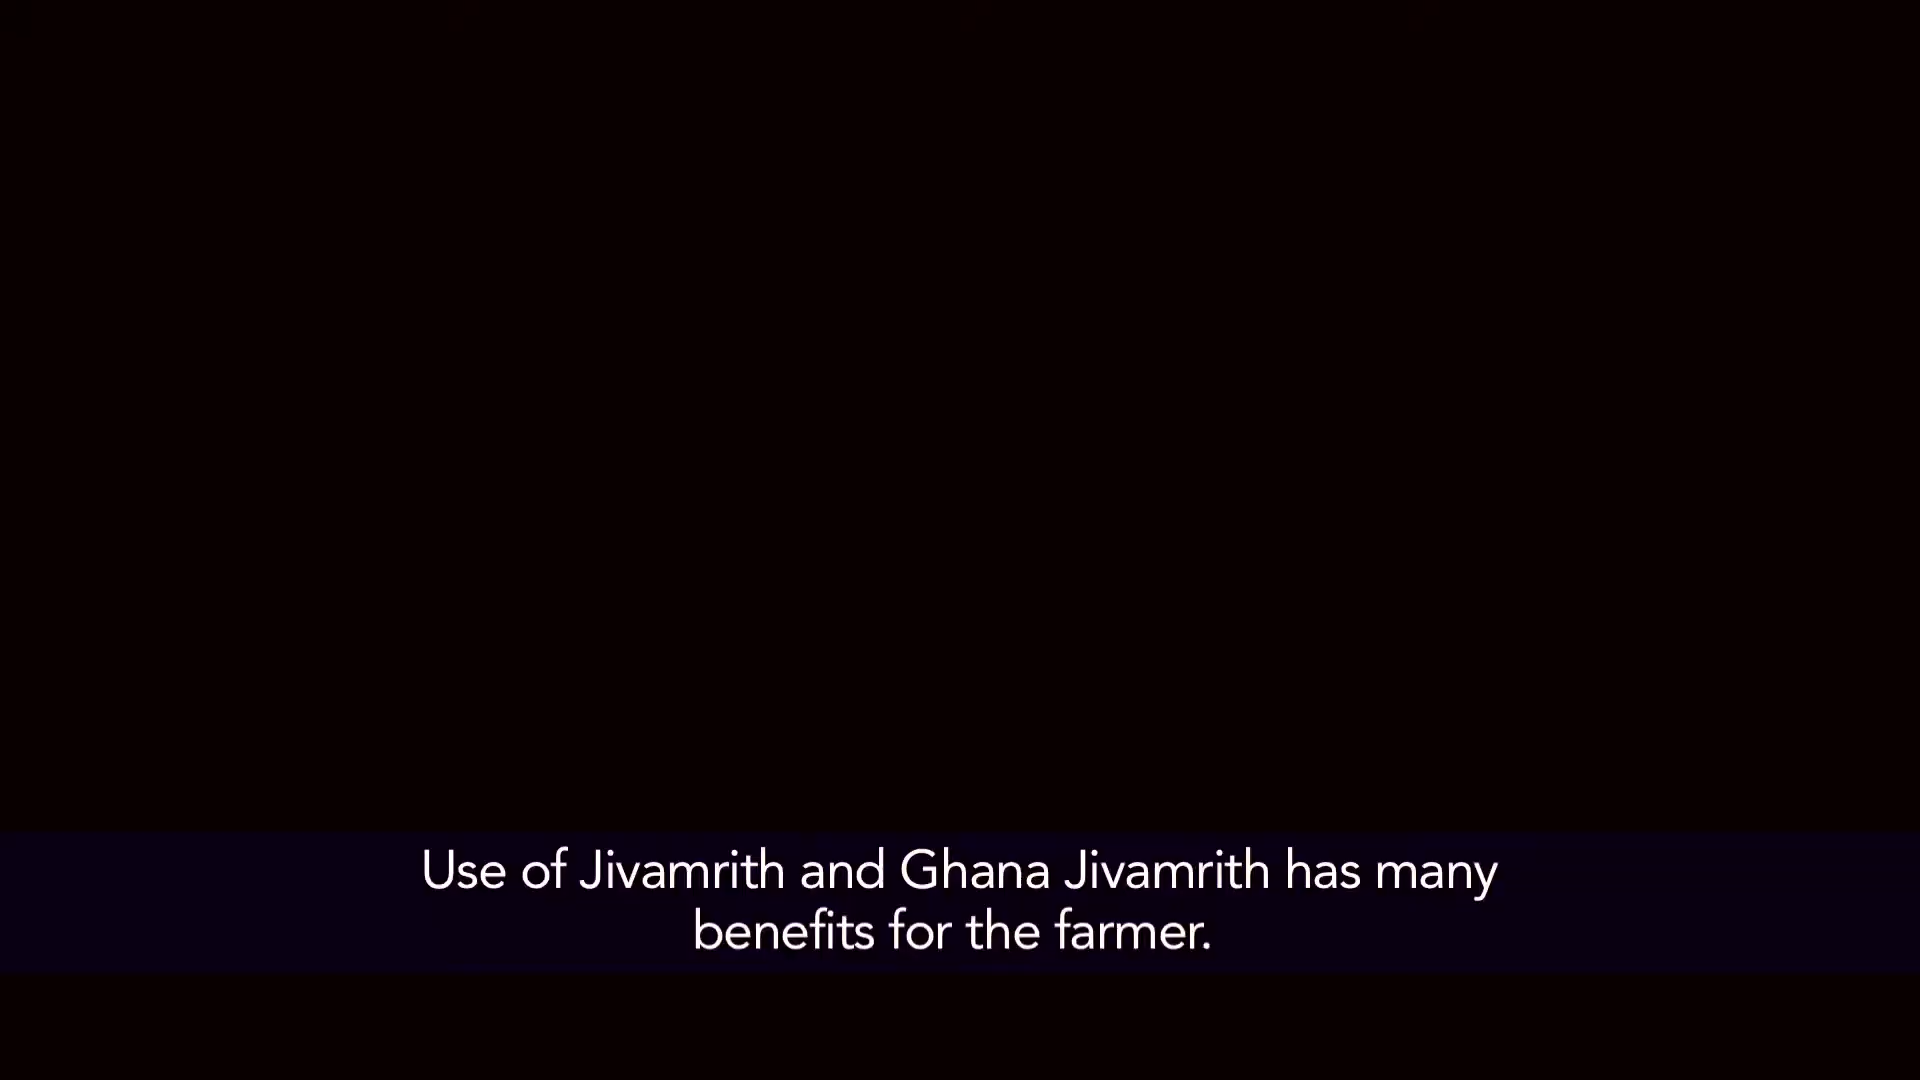 Use of Jivamrith and Ghana Jivamrith has many
benefits for the farmer.